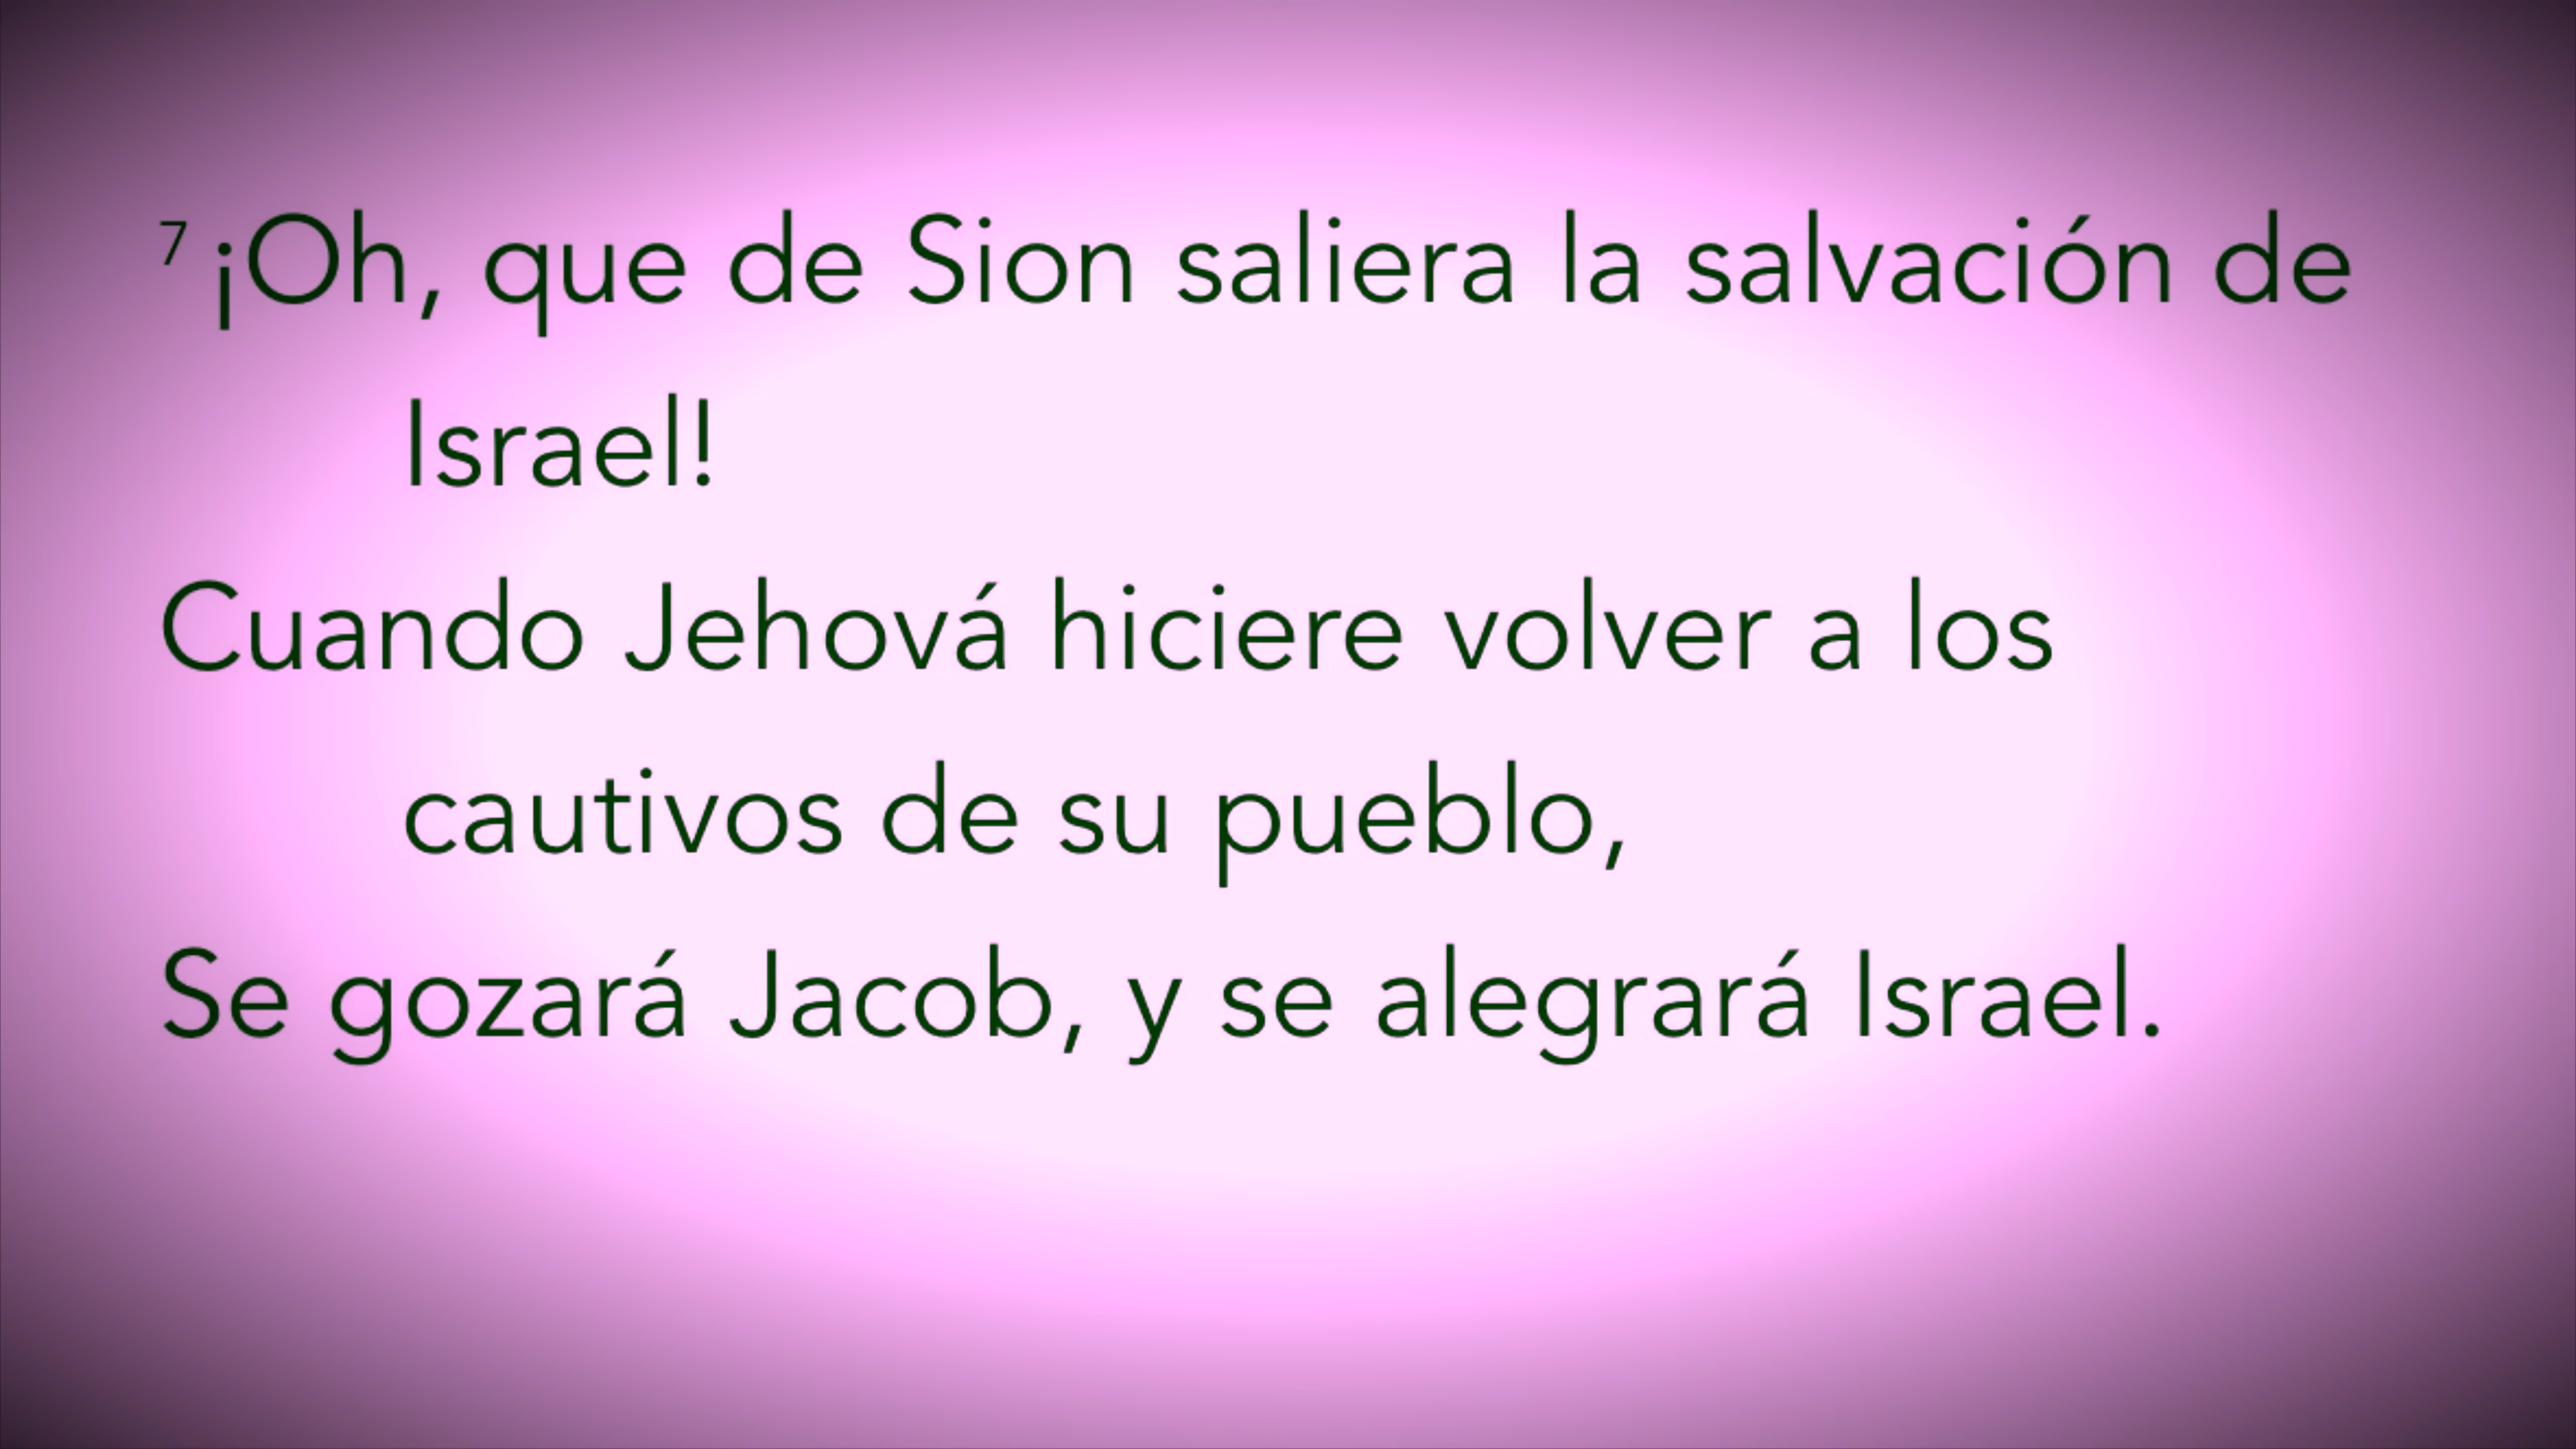 7 ¡Oh, que de Sion saliera la salvación de
Israel!
Cuando Jehová hiciere volver a los
cautivos de su pueblo,
Se gozará Jacob, y se alegrará Israel.